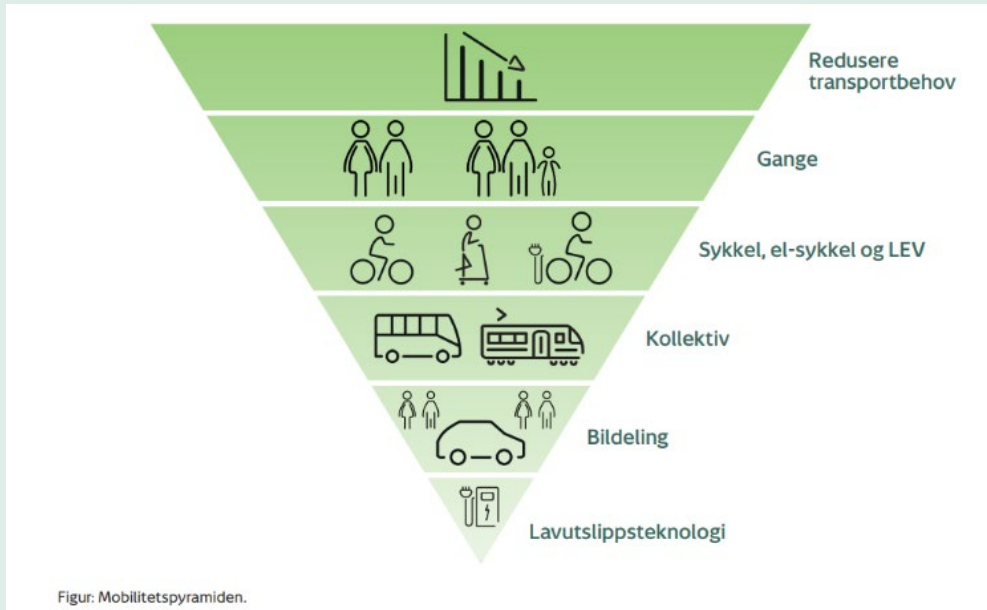 Redusere
transportbehov
Gange
Sykkel, el-sykkel og LEV
Kollektiv
Bildeling
Lavutslippsteknologi
Figur: Mobilitetspyramiden.